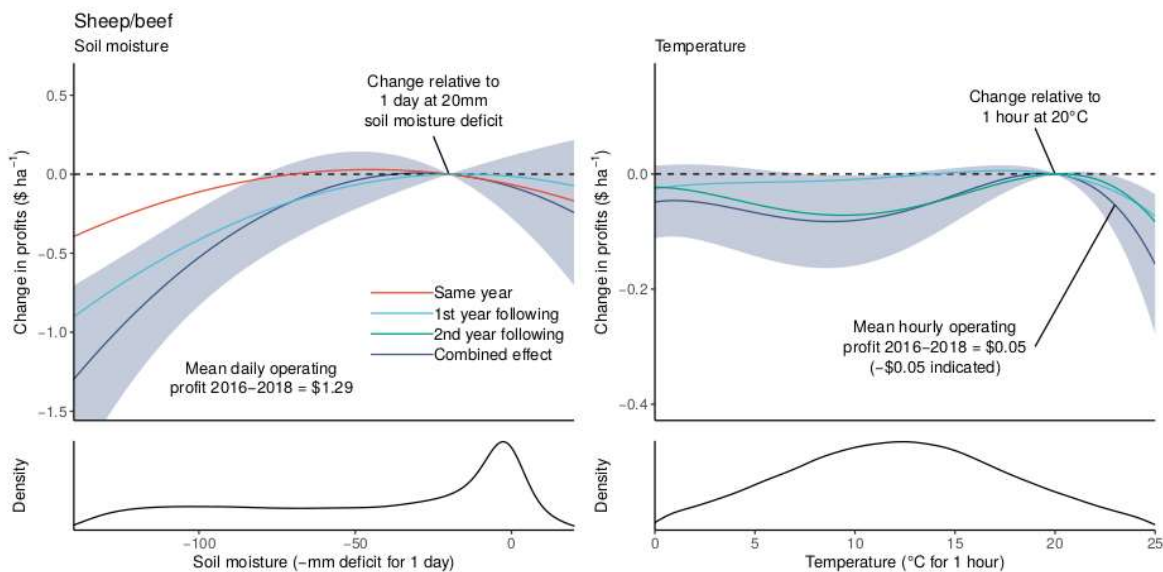 Sheep/beef
Soil moisture
Change in profits ($ ha⁻¹)
0.5
0.0
−0.5
−1.0
−1.5
Change relative to
1 day at 20mm
soil moisture deficit
Same year
1st year following
2nd year following
Combined effect
Mean daily operating
profit 2016−2018 = $1.29
Density
−100
−50
0
Soil moisture (−mm deficit for 1 day)
Temperature
Change in profits ($ ha⁻¹)
0.0
−0.2
−0.4
Change relative to
1 hour at 20°C
Mean hourly operating
profit 2016−2018 = $0.05
(−$0.05 indicated)
Density
0
5
10
15
20
25
Temperature (°C for 1 hour)